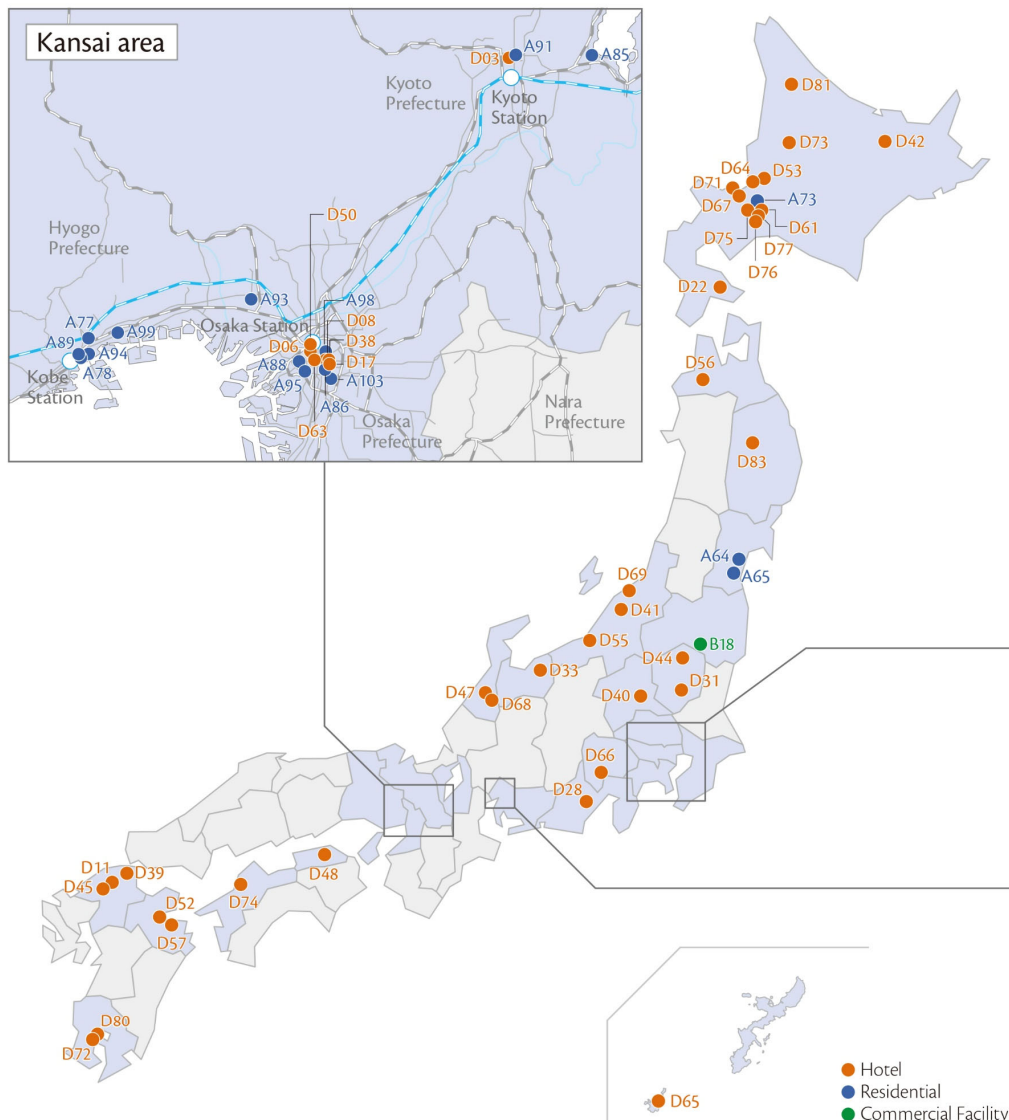 Kansai area
D03
A91
A85
Kyoto
Prefecture
Kyoto
Station
D50
Hyogo
Prefecture
A93
A98
Osaka Station
D08
A77
A99
D38
A89
D06
D17
A94
A88
A78
A95
A103
Kobe
Station
A86
Osaka
Prefecture
Nara
Prefecture
D63
D81
D73
D42
D64
D53
D71
A73
D67
D61
D75
D77
D76
D22
D56
D83
A64
A65
D69
D41
D55
B18
D44
D33
D31
D47
D40
D68
D66
D28
D11
D39
D48
D45
D74
D52
D57
D80
D72
D65
Hotel
Residential
Commercial Facility